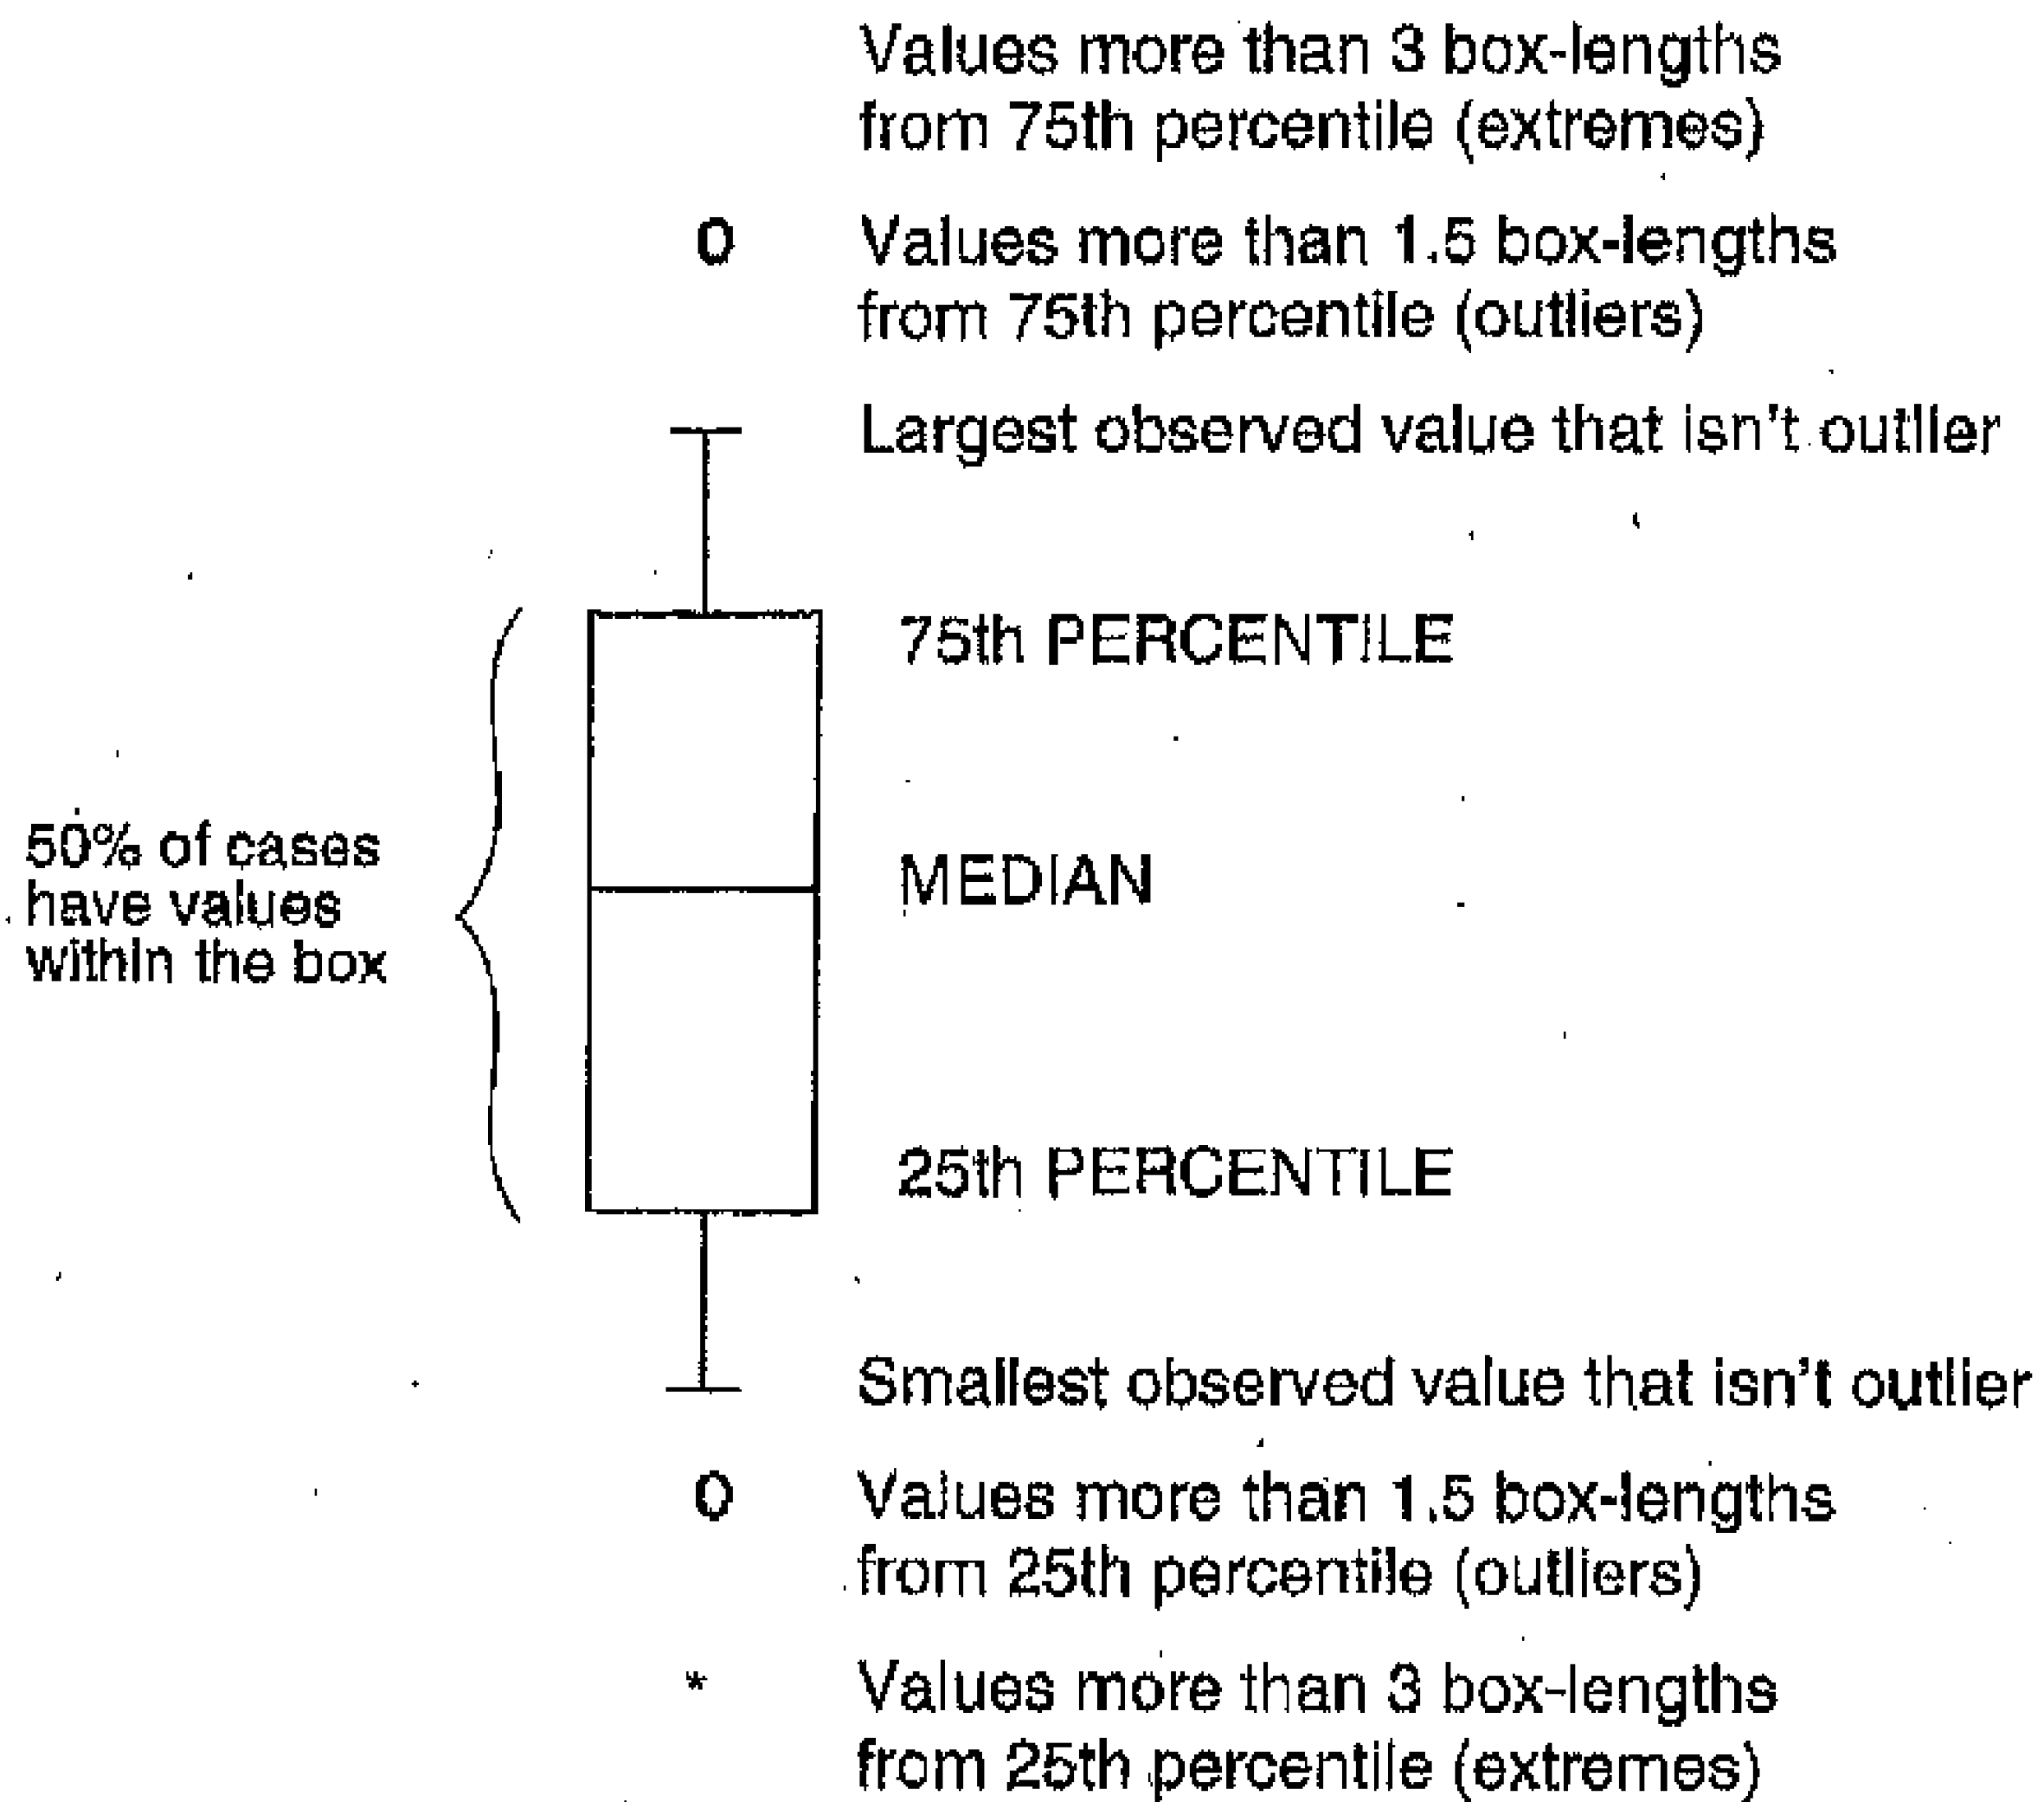 Values more than 3 box-lengths
from 75th percentile (extremes)
O Values more than 1.5 box-lengths
from 75th percentile (outliers)
Largest observed value that isn't outlier
75th PERCENTILE
50% of cases
have values
within the box
MEDIAN
25th PERCENTILE
Smallest observed value that isn't outlier
O Values more than 1.5 box-lengths
from 25th percentile (outliers)
* Values more than 3 box-lengths
from 25th percentile (extremes)